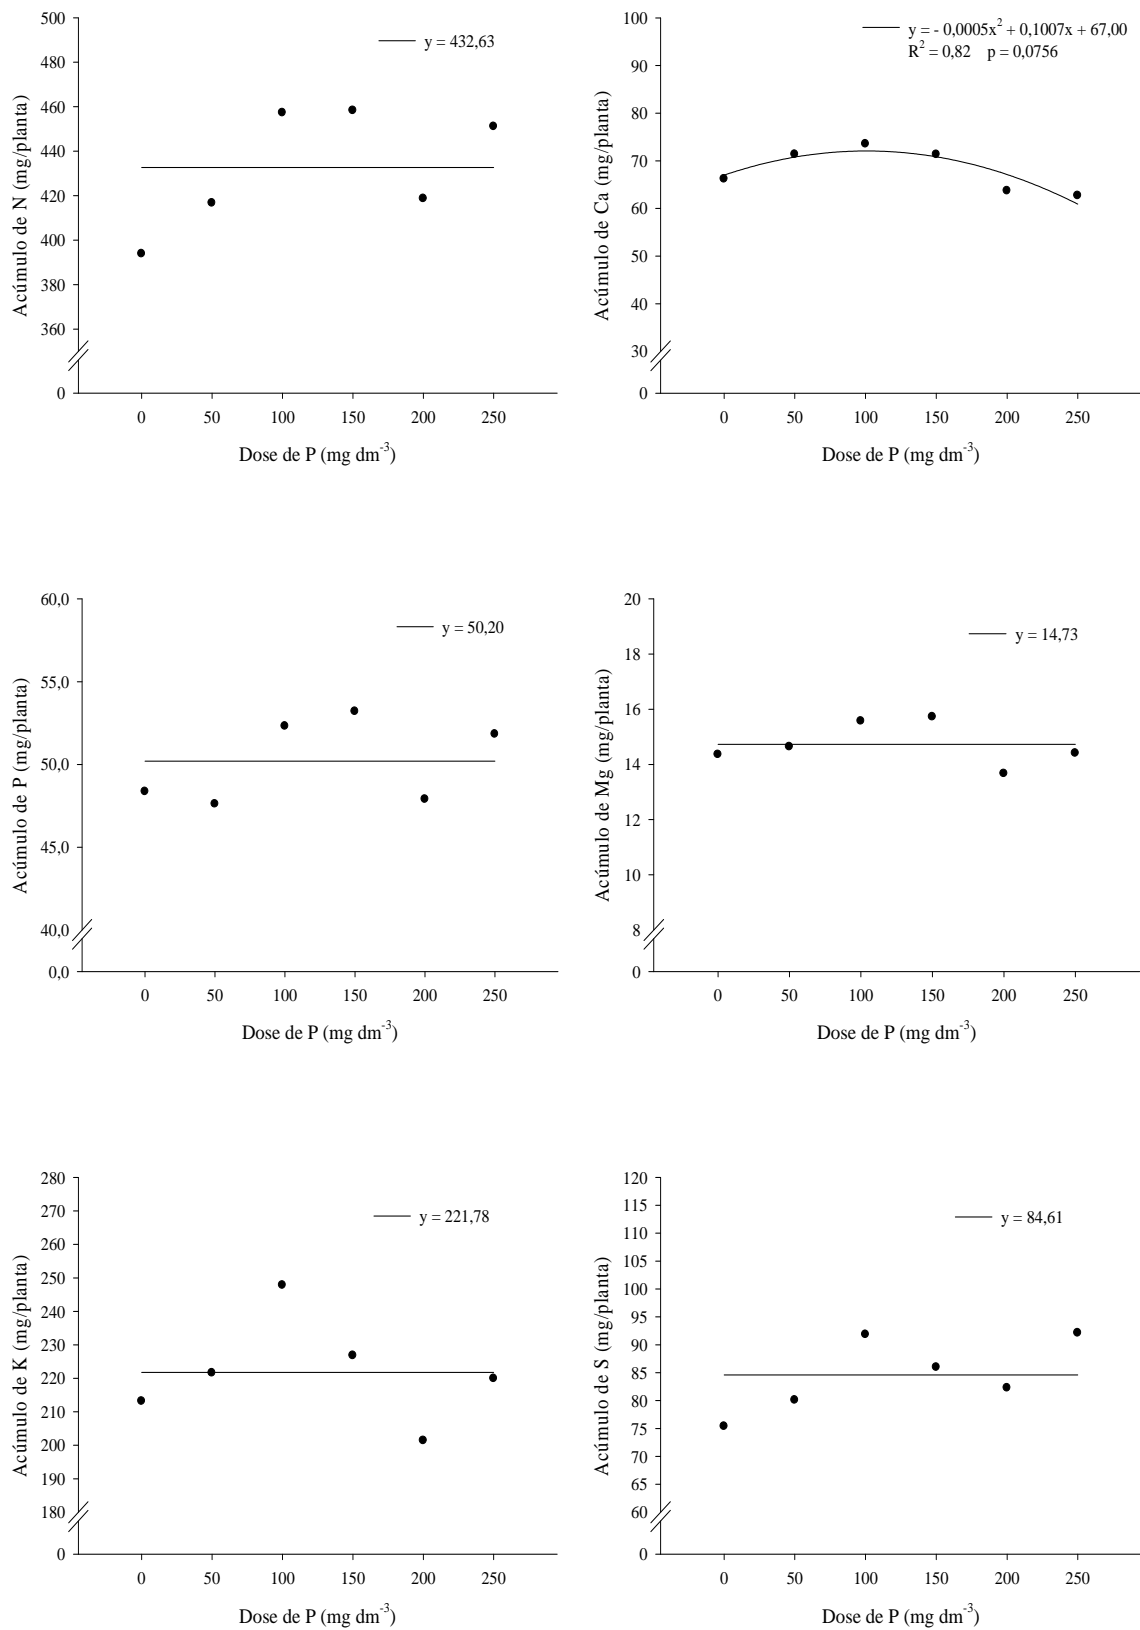 500
480
460
440
420
400
380
360
0
Acúmulo de N (mg/planta)
y = 432,63
0 50 100 150 200 250
Dose de P (mg dm-3)
100
90
80
70
60
50
40
30
0
Acúmulo de Ca (mg/planta)
y = - 0,0005x2 + 0,1007x + 67,00
R2 = 0,82 p = 0,0756
0 50 100 150 200 250
Dose de P (mg dm-3)
60,0
55,0
50,0
45,0
40,0
0,0
Acúmulo de P (mg/planta)
y = 50,20
0 50 100 150 200 250
Dose de P (mg dm-3)
20
18
16
14
12
10
8
0
Acúmulo de Mg (mg/planta)
y = 14,73
0 50 100 150 200 250
Dose de P (mg dm-3)
280
270
260
250
240
230
220
210
200
190
180
0
Acúmulo de K (mg/planta)
y = 221,78
0 50 100 150 200 250
Dose de P (mg dm-3)
120
115
110
105
100
95
90
85
80
75
70
65
60
0
Acúmulo de S (mg/planta)
y = 84,61
0 50 100 150 200 250
Dose de P (mg dm-3)